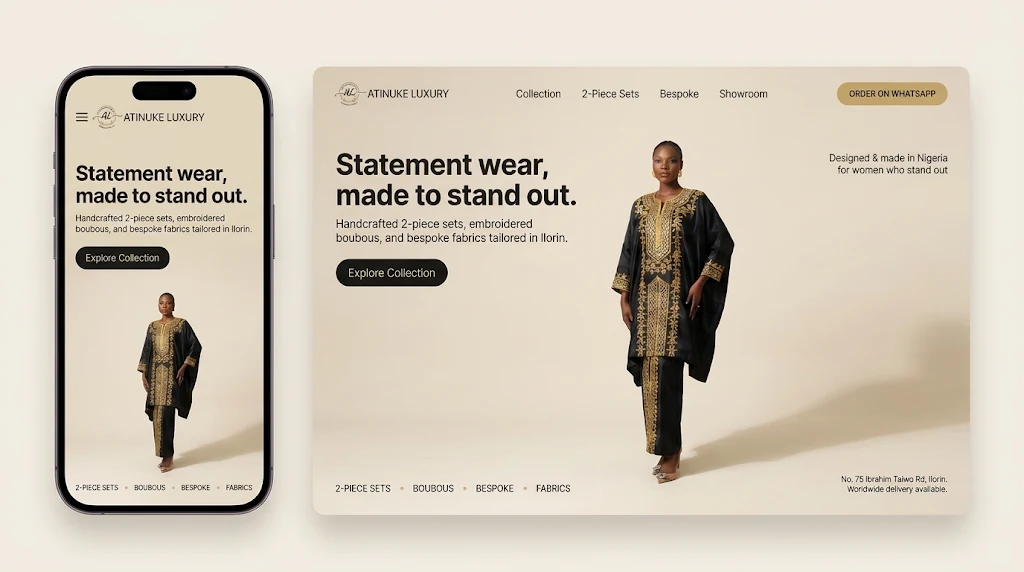 AL ATINUKE LUXURY
Statement wear,
made to stand out.
Handcrafted 2-piece sets, embroidered
boubous, and bespoke fabrics tailored in Ilorin.
Explore Collection
2-PIECE SETS • BOUBOUS • BESPOKE • FABRICS
AL ATINUKE LUXURY
Collection 2-Piece Sets Bespoke Showroom
ORDER ON WHATSAPP
Statement wear,
made to stand out.
Handcrafted 2-piece sets, embroidered
boubous, and bespoke fabrics tailored in Ilorin.
Explore Collection
Designed & made in Nigeria
for women who stand out
2-PIECE SETS • BOUBOUS • BESPOKE • FABRICS
No. 75 Ibrahim Taiwo Rd, Ilorin.
Worldwide delivery available.